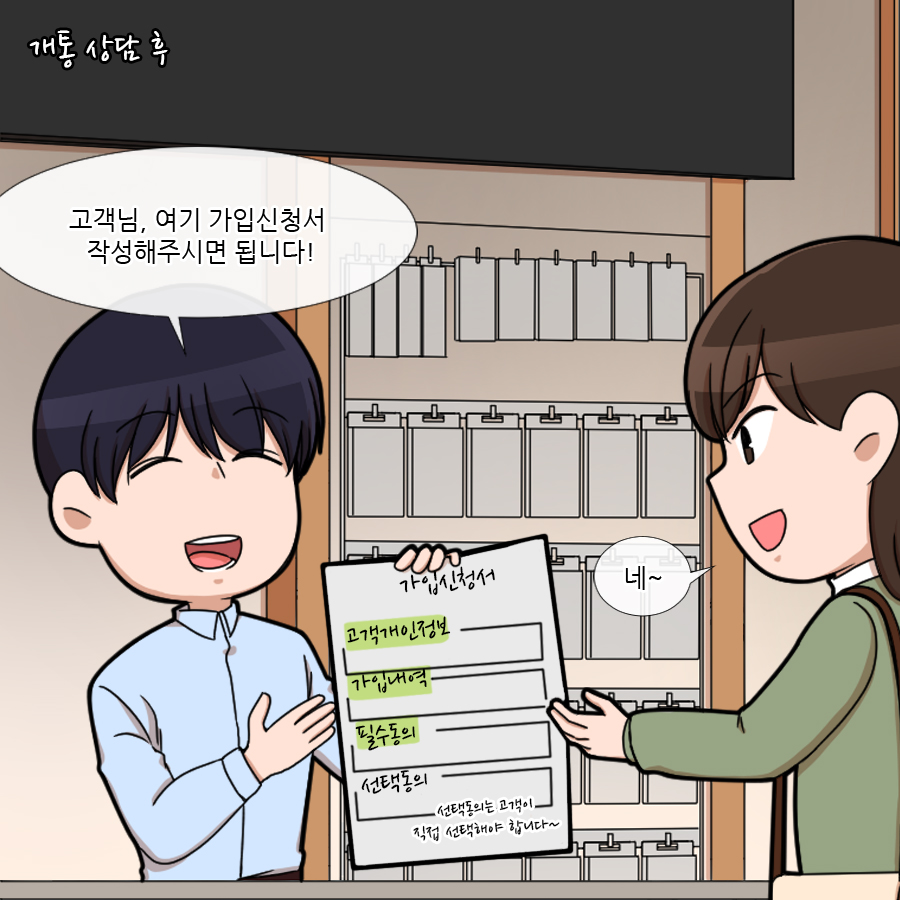 개통 상담 후
고객님, 여기 가입신청서
작성해주시면 됩니다!
네~
가입신청서
고객개인정보
가입내역
필수동의
선택동의
선택동의는 고객이
직접 선택해야 합니다~